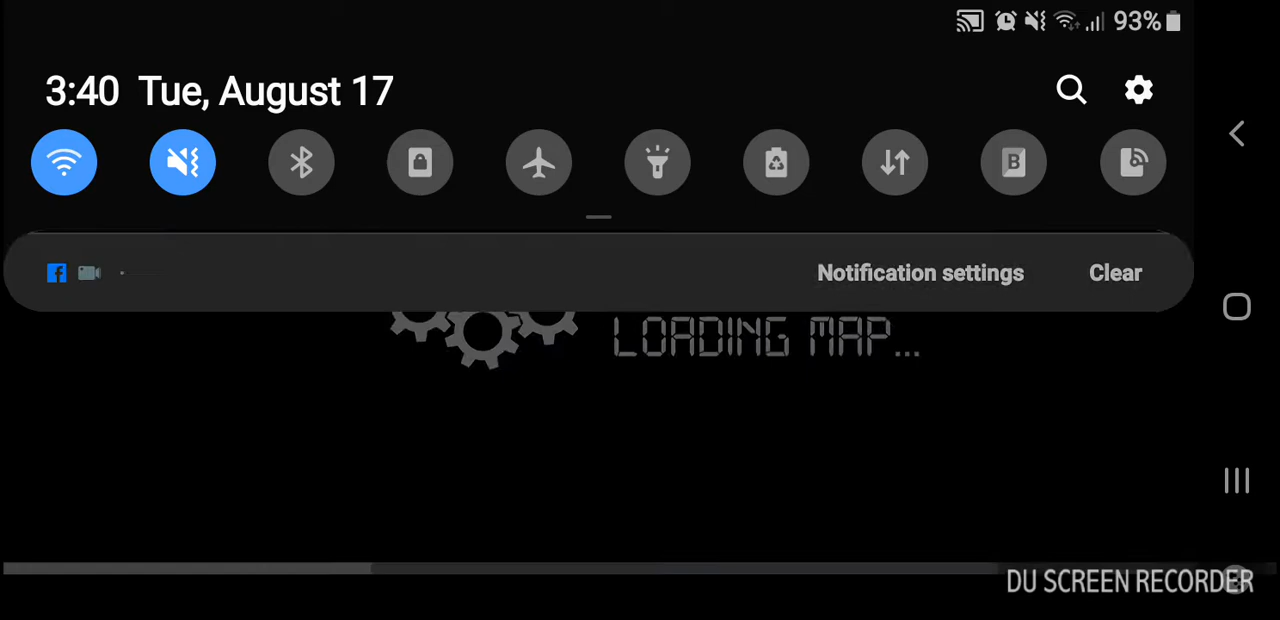 93%
3:40 Tue, August 17
B
Notification settings Clear
LOADING MAP...
DU SCREEN RECORDER